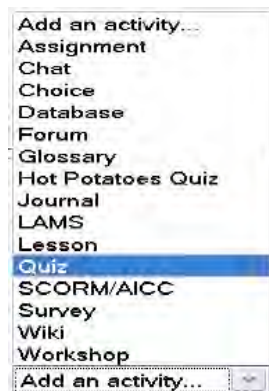 Add an activity...
Assignment
Chat
Choice
Database
Forum
Glossary
Hot Potatoes Quiz
Journal
LAMS
Lesson
Quiz
SCORM/AICC
Survey
Wiki
Workshop
Add an activity...